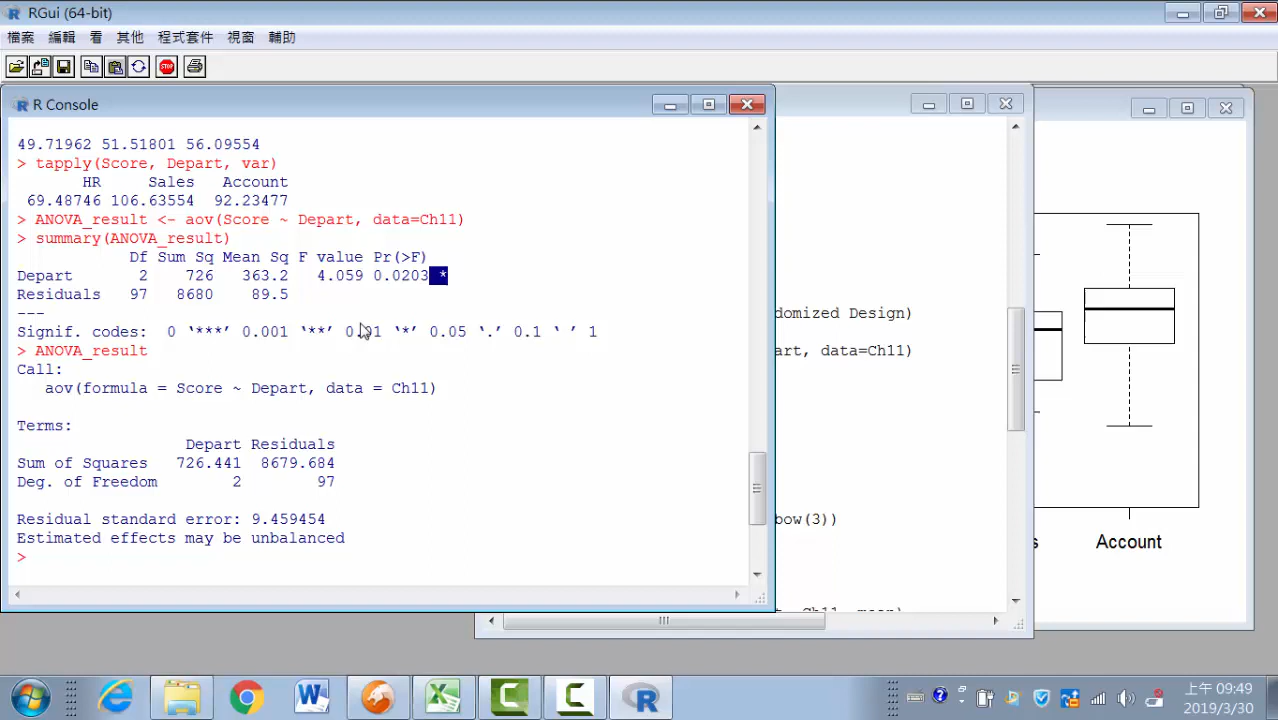 RGui (64-bit)
檔案 編輯 看 其他 程式套件 視窗 輔助
STOP
R Console
49.71962 51.51801 56.09554
> tapply(Score, Depart, var)
HR Sales Account
69.48746 106.63554 92.23477
> ANOVA_result <- aov(Score ~ Depart, data=Ch11)
> summary(ANOVA_result)
Df Sum Sq Mean Sq F value Pr(>F)
Depart 2 726 363.2 4.059 0.0203 *
Residuals 97 8680 89.5
---
Signif. codes: 0 ‘***’ 0.001 ‘**’ 0.01 ‘*’ 0.05 ‘.’ 0.1 ‘ ’ 1
> ANOVA_result
Call:
aov(formula = Score ~ Depart, data = Ch11)
Terms:
Depart Residuals
Sum of Squares 726.441 8679.684
Deg. of Freedom 2 97
Residual standard error: 9.459454
Estimated effects may be unbalanced
>
domized Design)
art, data=Ch11)
bow(3))
s Account
上午 09:49
2019/3/30